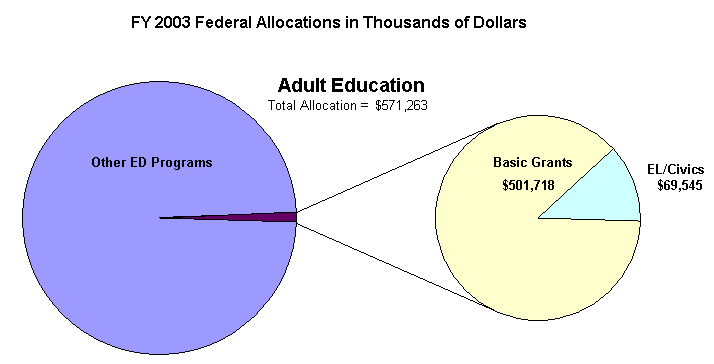 FY 2003 Federal Allocations in Thousands of Dollars
Adult Education
Total Allocation = $571,263
Other ED Programs
Basic Grants
$501,718
EL/Civics
$69,545